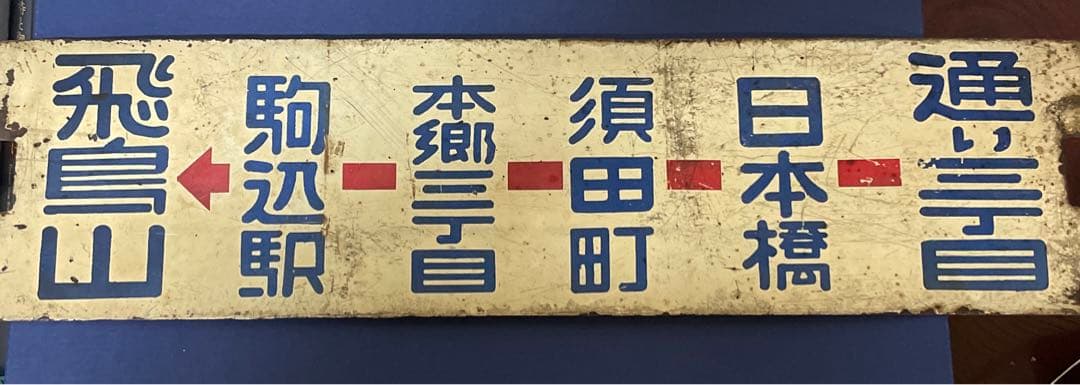 通り三丁目
日本橋
須田町
本郷三丁目
駒込駅
飛鳥山